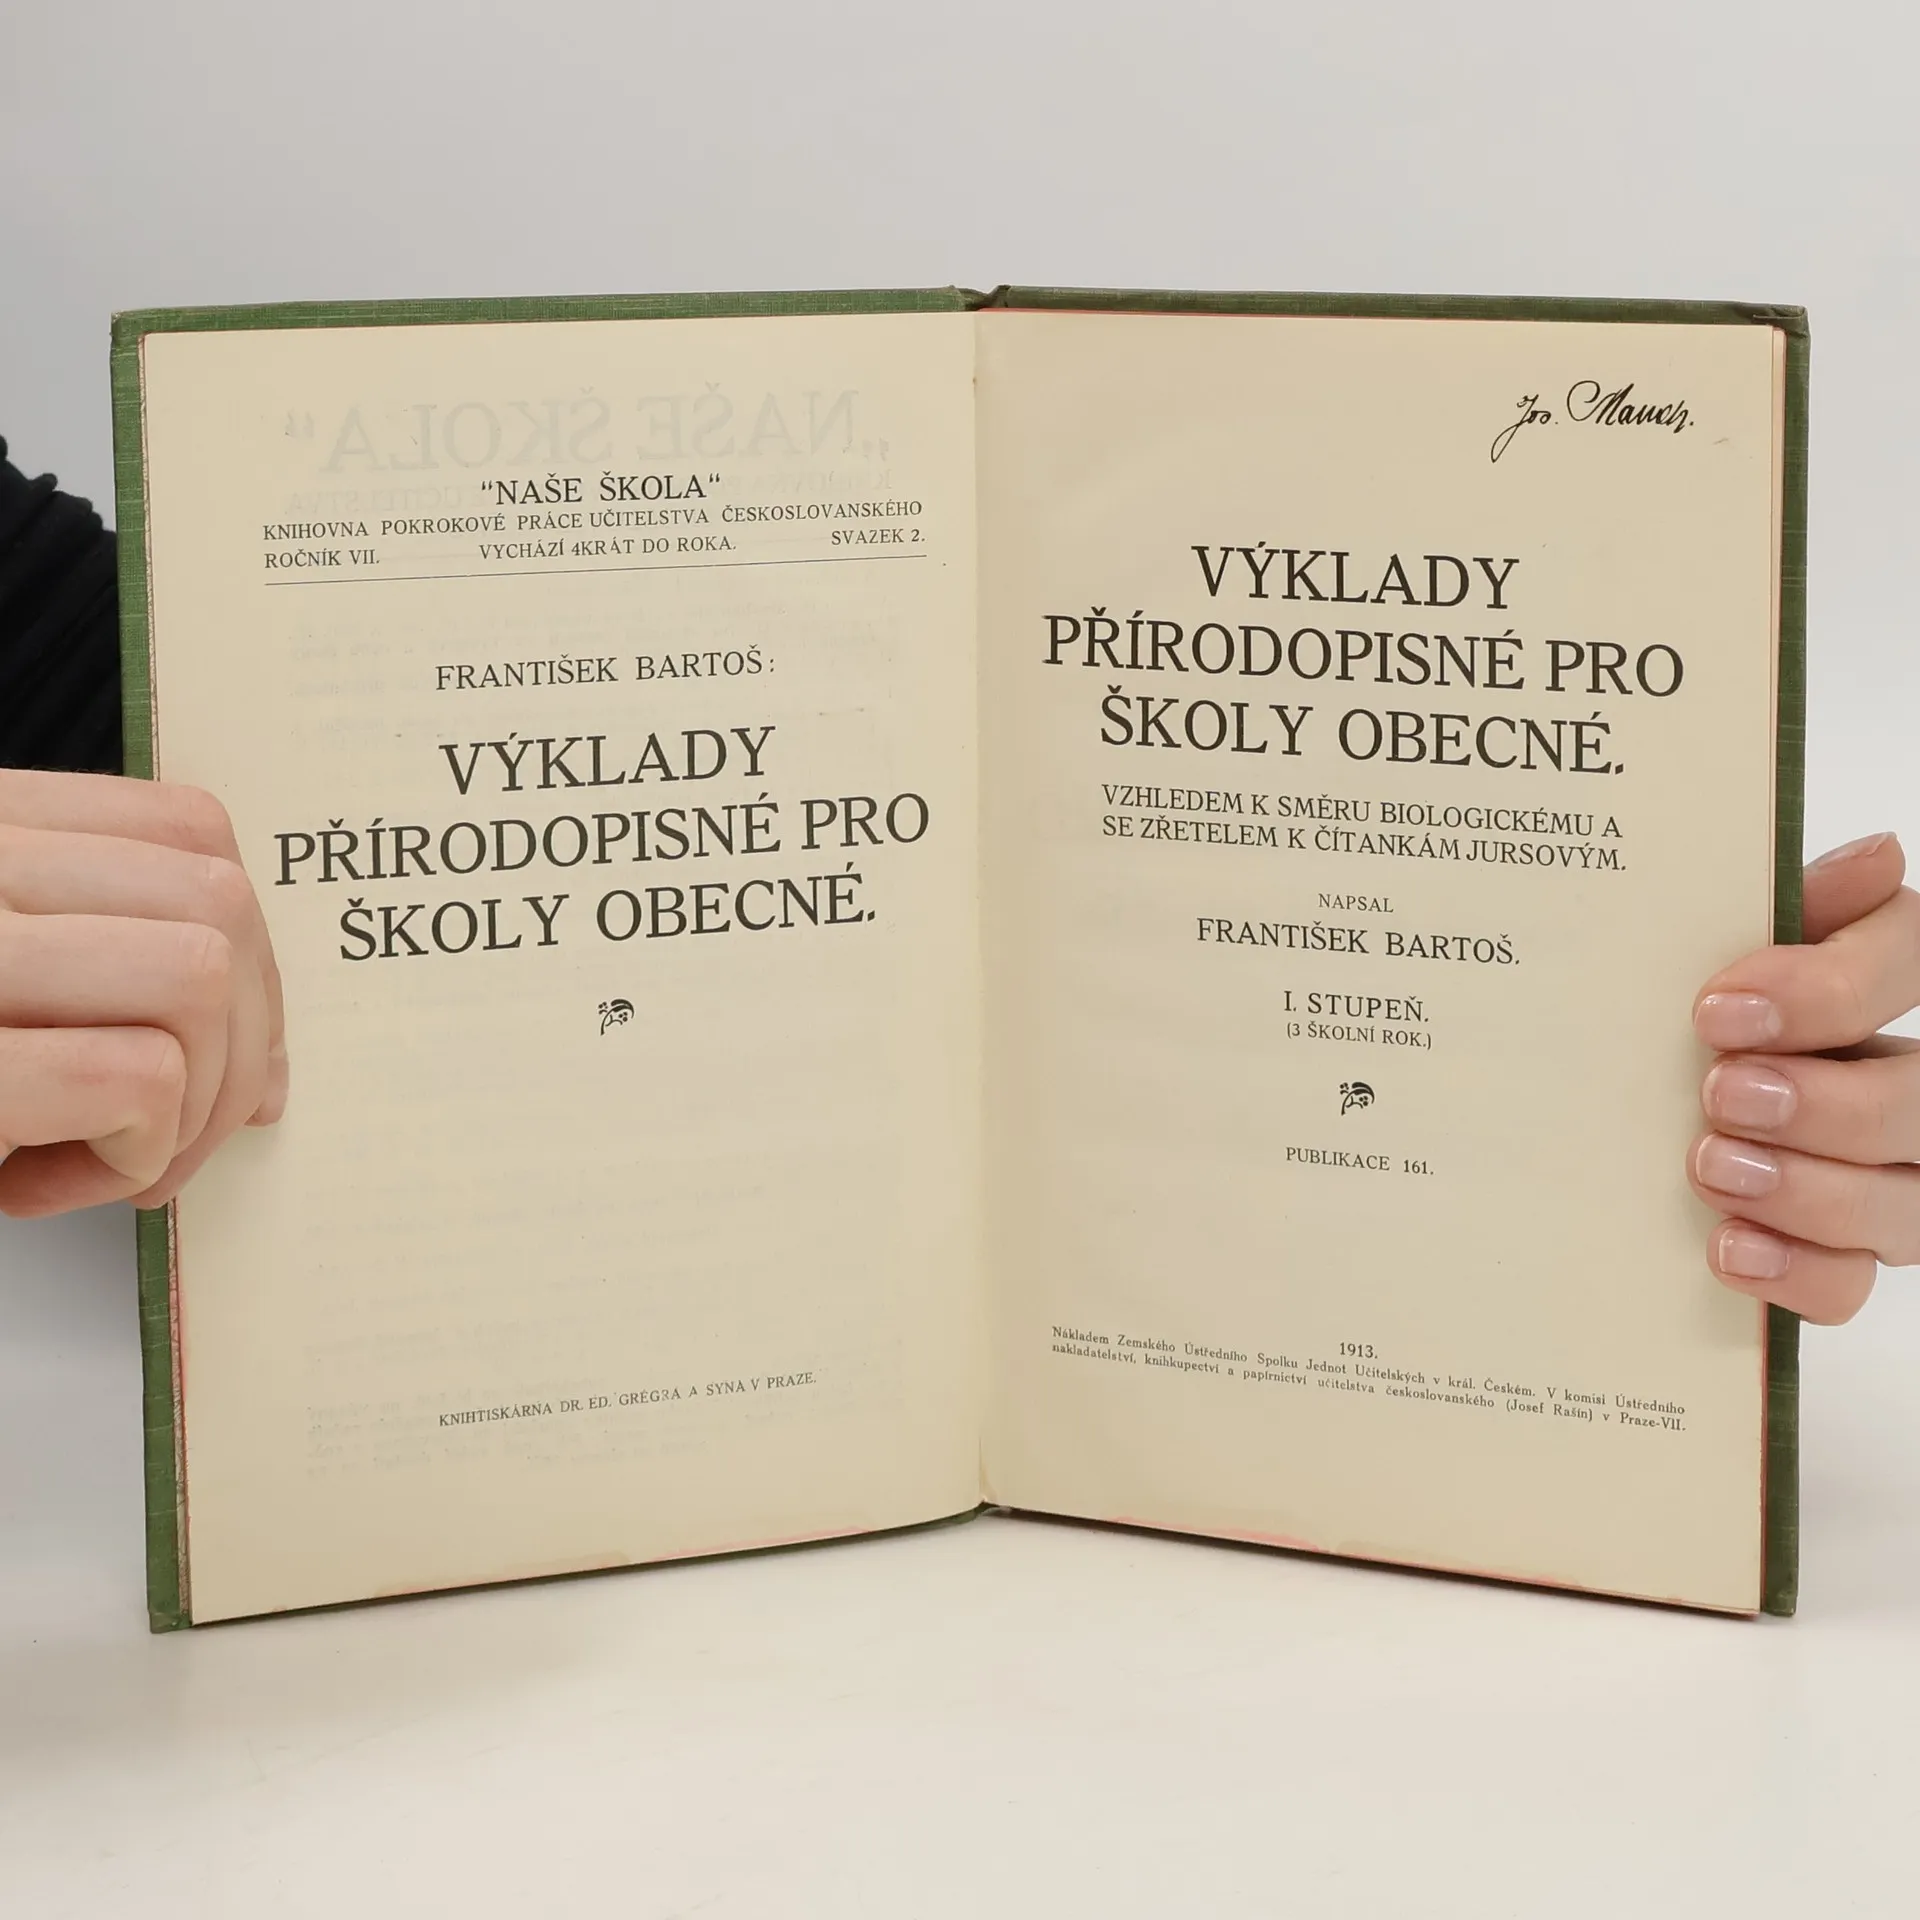 “NAŠE ŠKOLA“
KNIHOVNA POKROKOVÉ PRÁCE UČITELSTVA ČESKOSLOVANSKÉHO
ROČNÍK VII. VYCHÁZÍ 4KRÁT DO ROKA. SVAZEK 2.
FRANTIŠEK BARTOŠ:
VÝKLADY
PŘÍRODOPISNÉ PRO
ŠKOLY OBECNÉ.
KNIHTISKÁRNA DR. ED. GRÉGRA A SYNA V PRAZE.
Jos.
VÝKLADY
PŘÍRODOPISNÉ PRO
ŠKOLY OBECNÉ.
VZHLEDEM K SMĚRU BIOLOGICKÉMU A
SE ZŘETELEM K ČÍTANKÁM JURSOVÝM.
NAPSAL
FRANTIŠEK BARTOŠ.
I. STUPEŇ.
(3 ŠKOLNÍ ROK.)
PUBLIKACE 161.
1913.
Nákladem Zemského Ústředního Spolku Jednot Učitelských v král. Českém. V komisi Ústředního
nakladatelství, knihkupectví a papírnictví učitelstva českoslovanského (Josef Rašín) v Praze-VII.